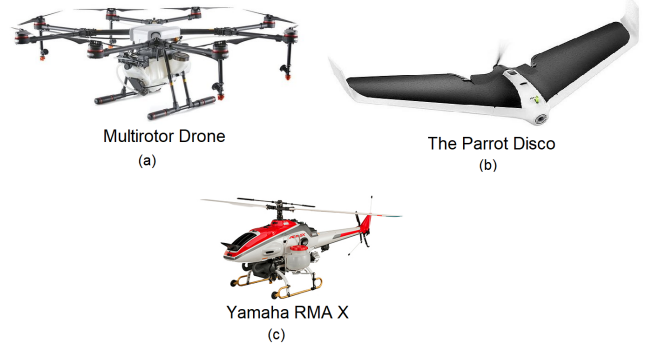 Multirotor Drone
(a)
The Parrot Disco
(b)
Yamaha RMA X
(c)